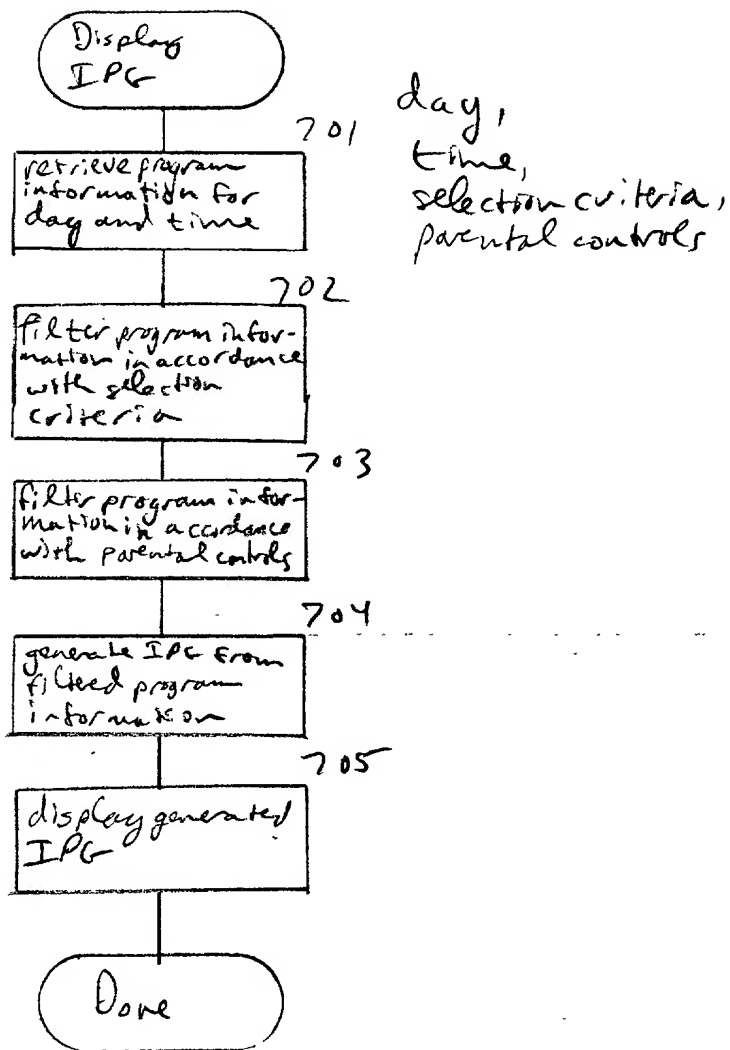 Display
IPG
day,
time,
selection criteria,
parental controls
701
retrieve program
information for
day and time
702
filter program infor-
mation in accordance
with selection
criteria
703
filter program infor-
mation in accordance
with parental controls
704
generate IPG from
filtered program
information
705
display generated
IPG
Done